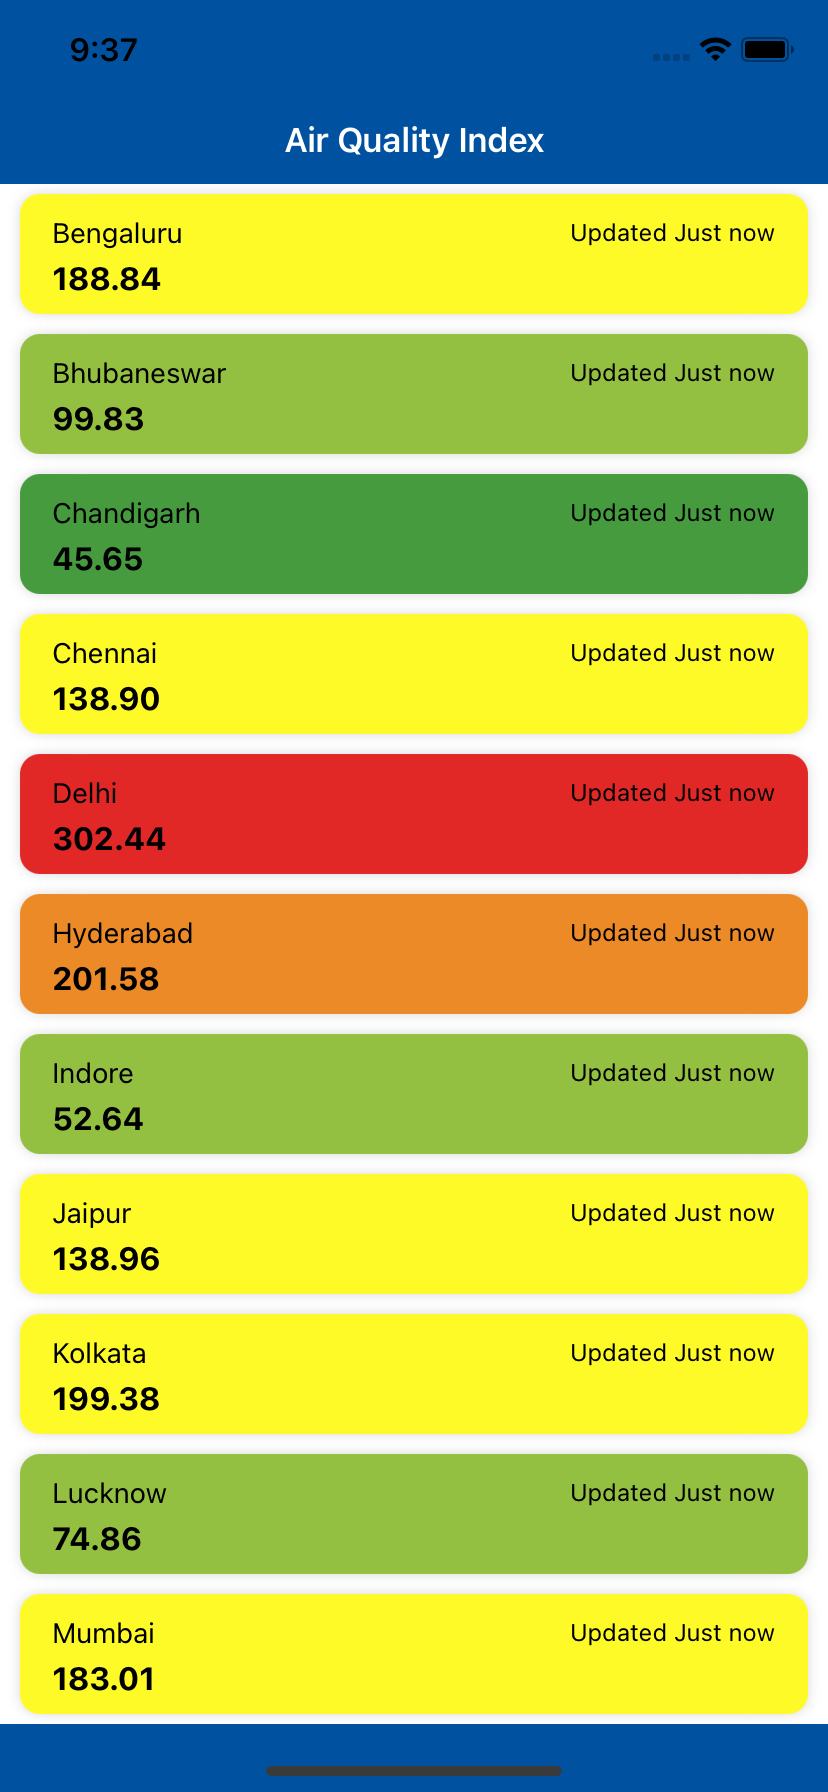 9:37
Air Quality Index
Bengaluru
Updated Just now
188.84
Bhubaneswar
Updated Just now
99.83
Chandigarh
Updated Just now
45.65
Chennai
Updated Just now
138.90
Delhi
Updated Just now
302.44
Hyderabad
Updated Just now
201.58
Indore
Updated Just now
52.64
Jaipur
Updated Just now
138.96
Kolkata
Updated Just now
199.38
Lucknow
Updated Just now
74.86
Mumbai
Updated Just now
183.01